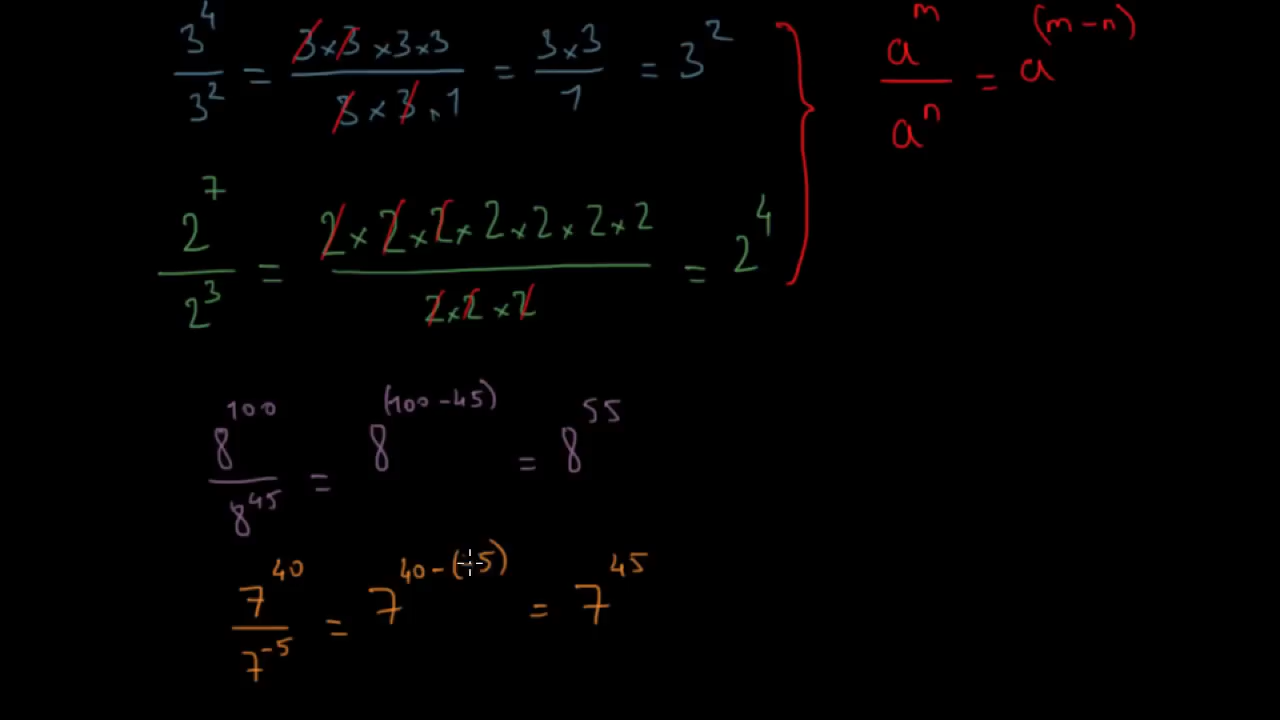 3^4 / 3^2 = 3 × 3 × 3 × 3 / 3 × 3 × 1 = 3 × 3 / 1 = 3^2 } a^m / a^n = a^(m-n)
2^7 / 2^3 = 2 × 2 × 2 × 2 × 2 × 2 × 2 / 2 × 2 × 2 = 2^4
8^100 / 8^45 = 8^(100-45) = 8^55
7^40 / 7^-5 = 7^40-(-5) = 7^45